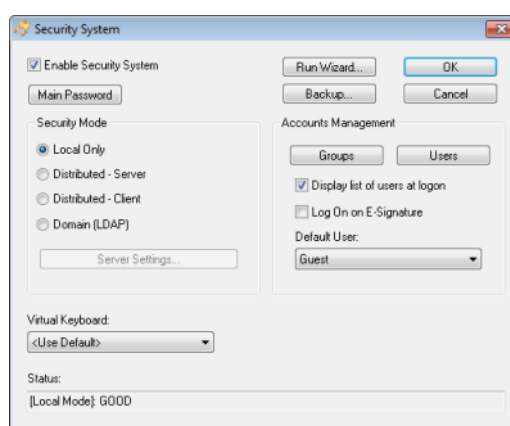 Security System
Enable Security System
Run Wizard...
OK
Main Password
Backup...
Cancel
Security Mode
Local Only
Distributed - Server
Distributed - Client
Domain (LDAP)
Server Settings...
Accounts Management
Groups
Users
Display list of users at logon
Log On on E-Signature
Default User:
Guest
Virtual Keyboard:
<Use Default>
Status:
[Local Mode]: GOOD